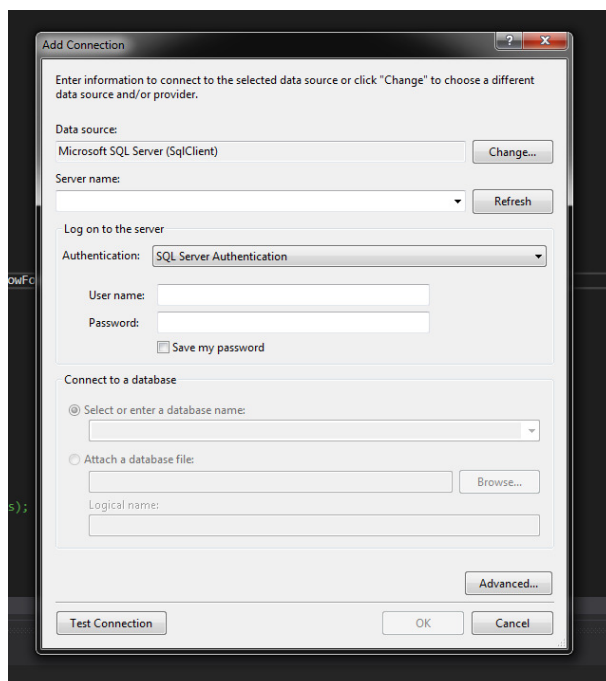 Add Connection
?
Enter information to connect to the selected data source or click "Change" to choose a different
data source and/or provider.
Data source:
Microsoft SQL Server (SqlClient)
Change...
Server name:
Refresh
Log on to the server
Authentication:
SQL Server Authentication
owFo
User name:
Password:
Save my password
Connect to a database
Select or enter a database name:
Attach a database file:
Browse...
Logical name:
s);
Advanced...
Test Connection
OK
Cancel